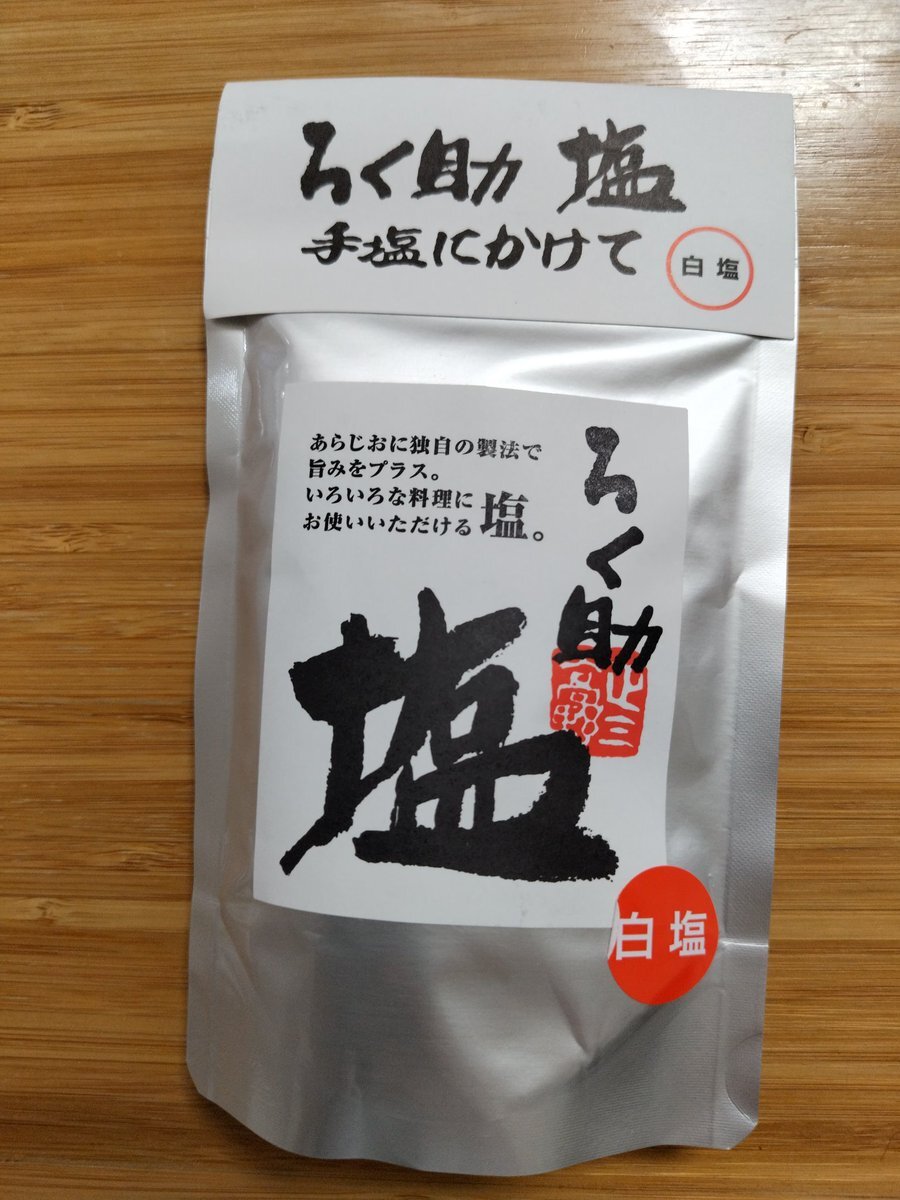 ろく助 塩
手塩にかけて
白塩
あらじおに独自の製法で
旨みをプラス。
いろいろな料理に
お使いいただける塩。
ろく助
塩
白塩